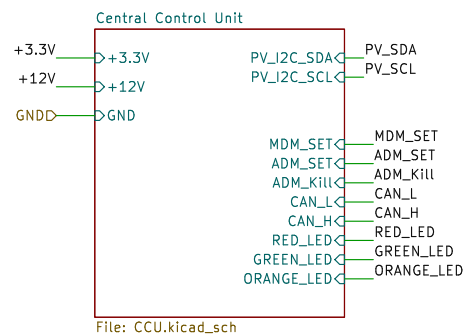 Central Control Unit
+3.3V
+3.3V
PV_I2C_SDA
PV_SDA
PV_I2C_SCL
PV_SCL
+12V
+12V
GND
GND
MDM_SET
MDM_SET
ADM_SET
ADM_SET
ADM_Kill
ADM_Kill
CAN_L
CAN_L
CAN_H
CAN_H
RED_LED
RED_LED
GREEN_LED
GREEN_LED
ORANGE_LED
ORANGE_LED
File: CCU.kicad_sch